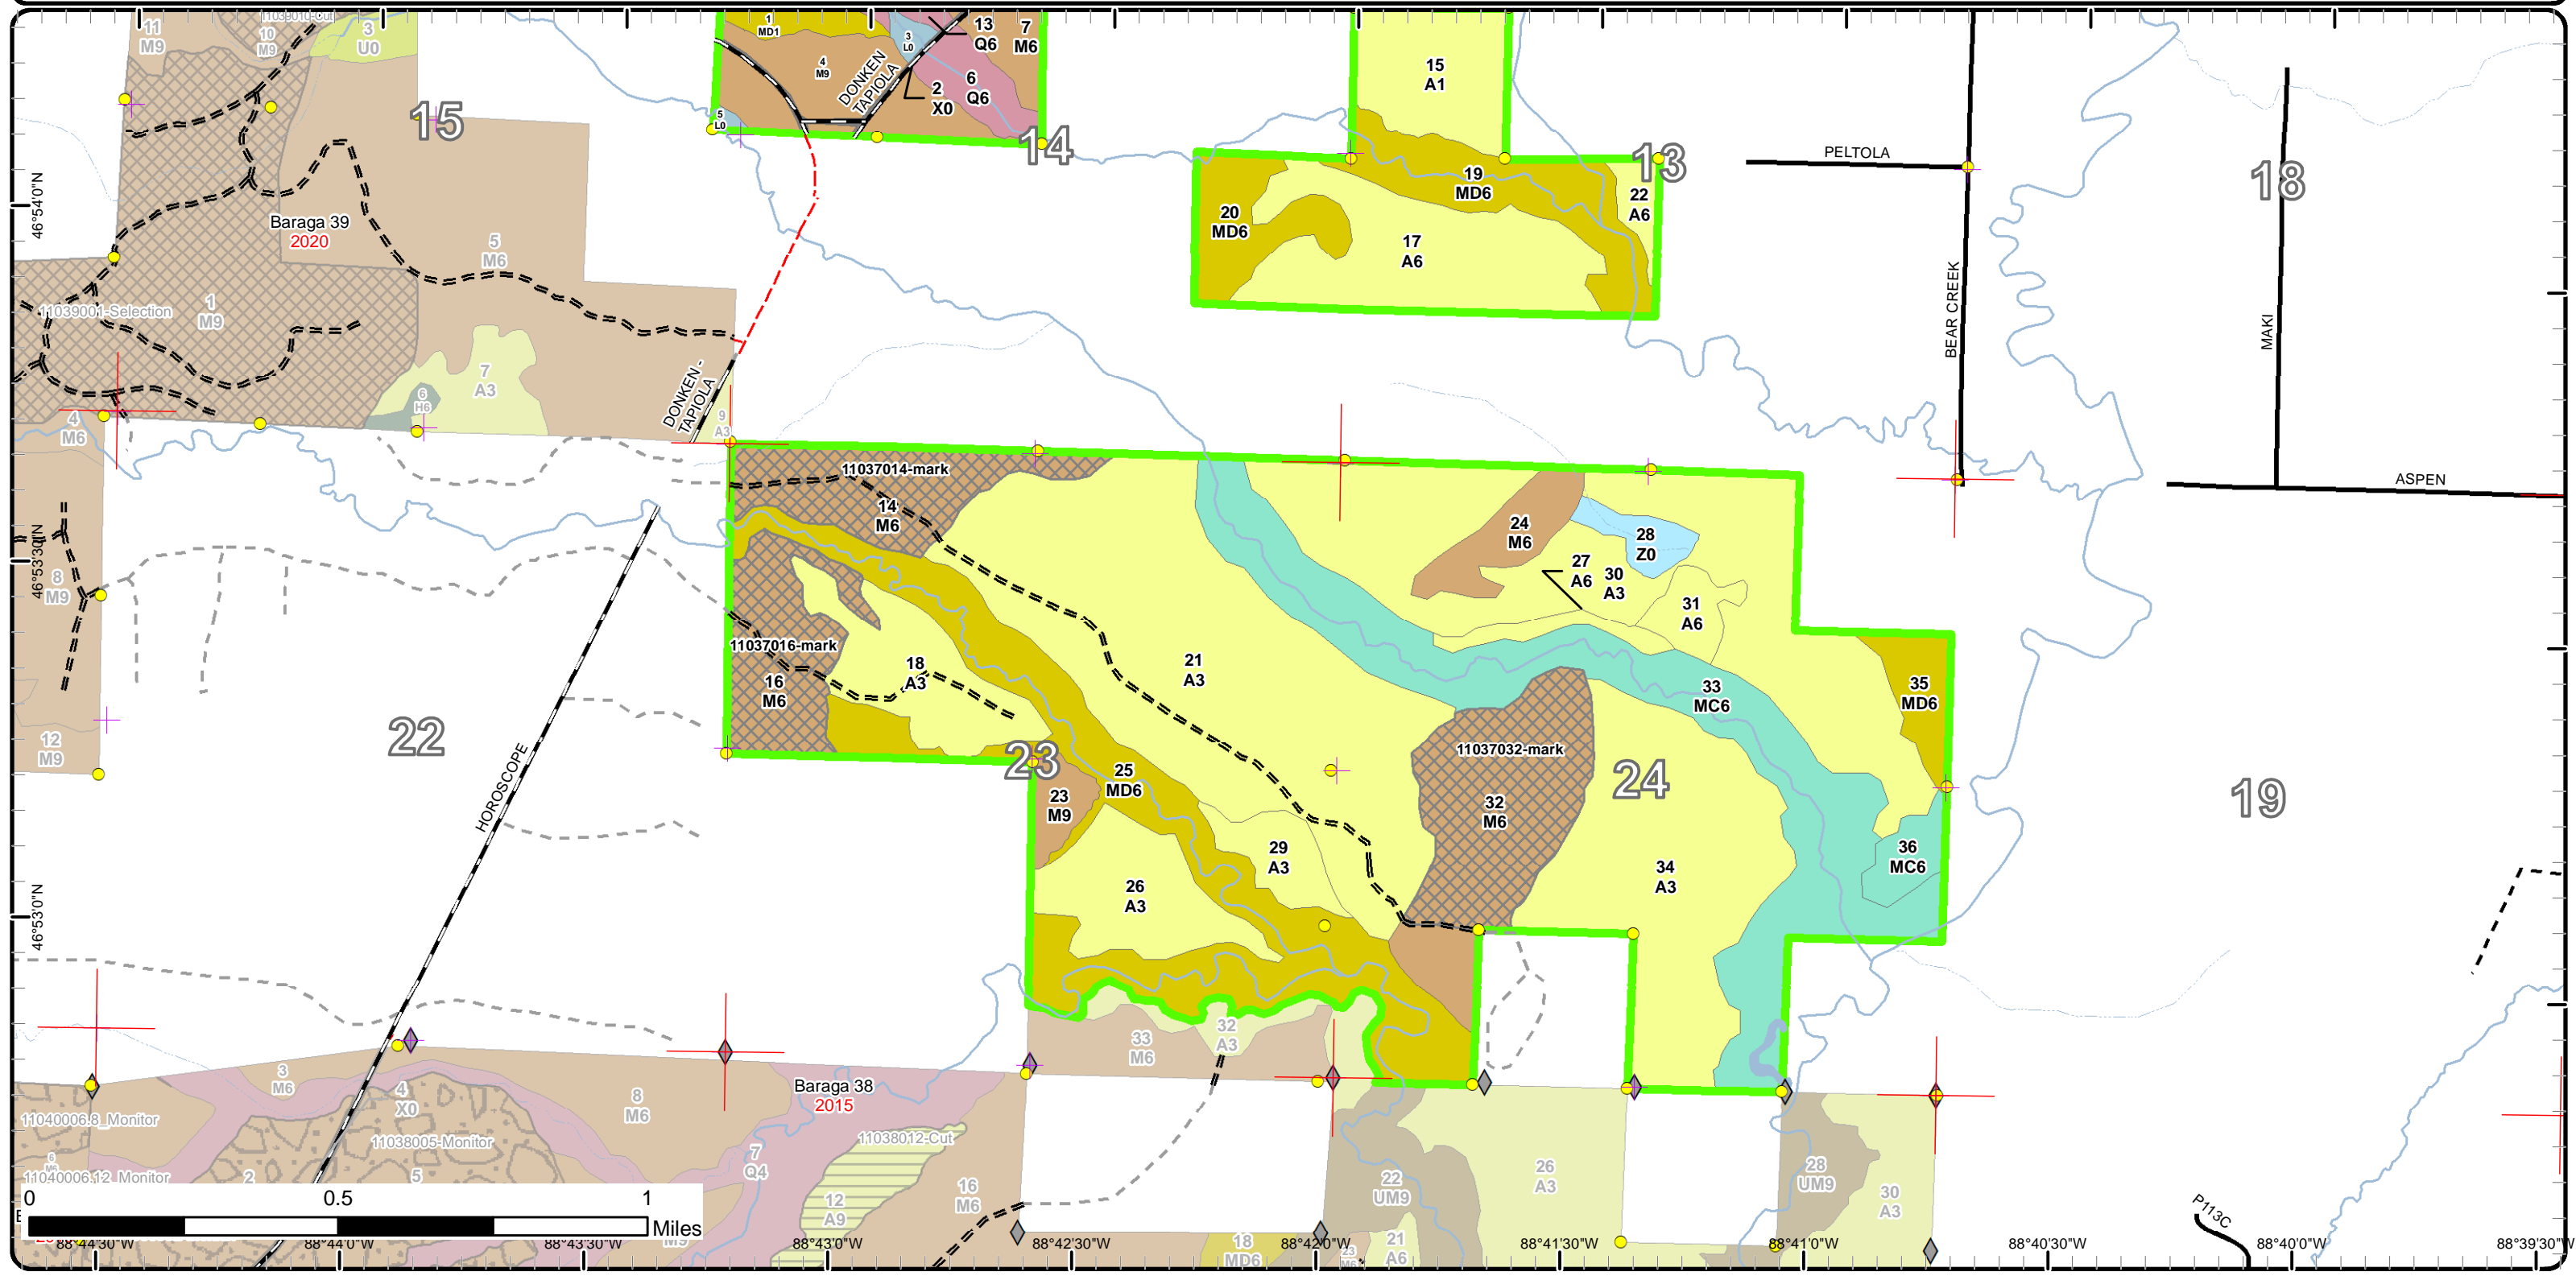 11039010-Cut
11
M9
10
M9
3
U0
15
1
MD1
4
M9
3
L0
DONKEN
TAPIOLA
2
X0
5
L0
6
Q6
13
Q6
7
M6
14
15
A1
13
19
MD6
22
A6
20
MD6
17
A6
PELTOLA
BEAR CREEK
MAKI
ASPEN
18
46°54'0"N
Baraga 39
2020
5
M6
11039001-Selection
1
M9
7
A3
6
H6
4
M6
DONKEN -
TAPIOLA
9
A3
11037014-mark
14
M6
24
M6
28
Z0
27
A6
30
A3
31
A6
46°53'30"N
8
M9
11037016-mark
16
M6
18
A3
21
A3
33
MC6
35
MD6
22
HOROSCOPE
12
M9
23
25
MD6
23
M9
11037032-mark
32
M6
24
19
29
A3
26
A3
34
A3
36
MC6
46°53'0"N
33
M6
32
A3
3
M6
4
X0
8
M6
Baraga 38
2015
11040006.8_Monitor
11038005-Monitor
11038012-Cut
7
Q4
6
11040006.12_Monitor
2
5
12
A9
16
M6
22
UM9
26
A3
28
UM9
30
A3
18
MD6
23
M6
21
A6
M9
P113C
0
0.5
1
Miles
88°44'30"W
88°44'0"W
88°43'30"W
88°43'0"W
88°42'30"W
88°42'0"W
88°41'30"W
88°41'0"W
88°40'30"W
88°40'0"W
88°39'30"W